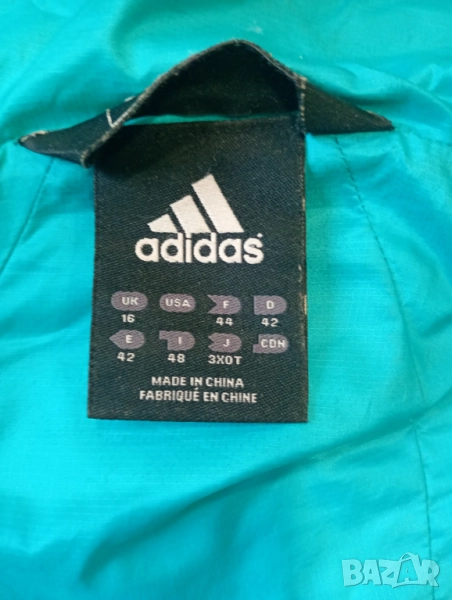 adidas
UK USA F D
16 44 42
E I J CDN
42 48 3XOT
MADE IN CHINA
FABRIQUÉ EN CHINE
BAZAR